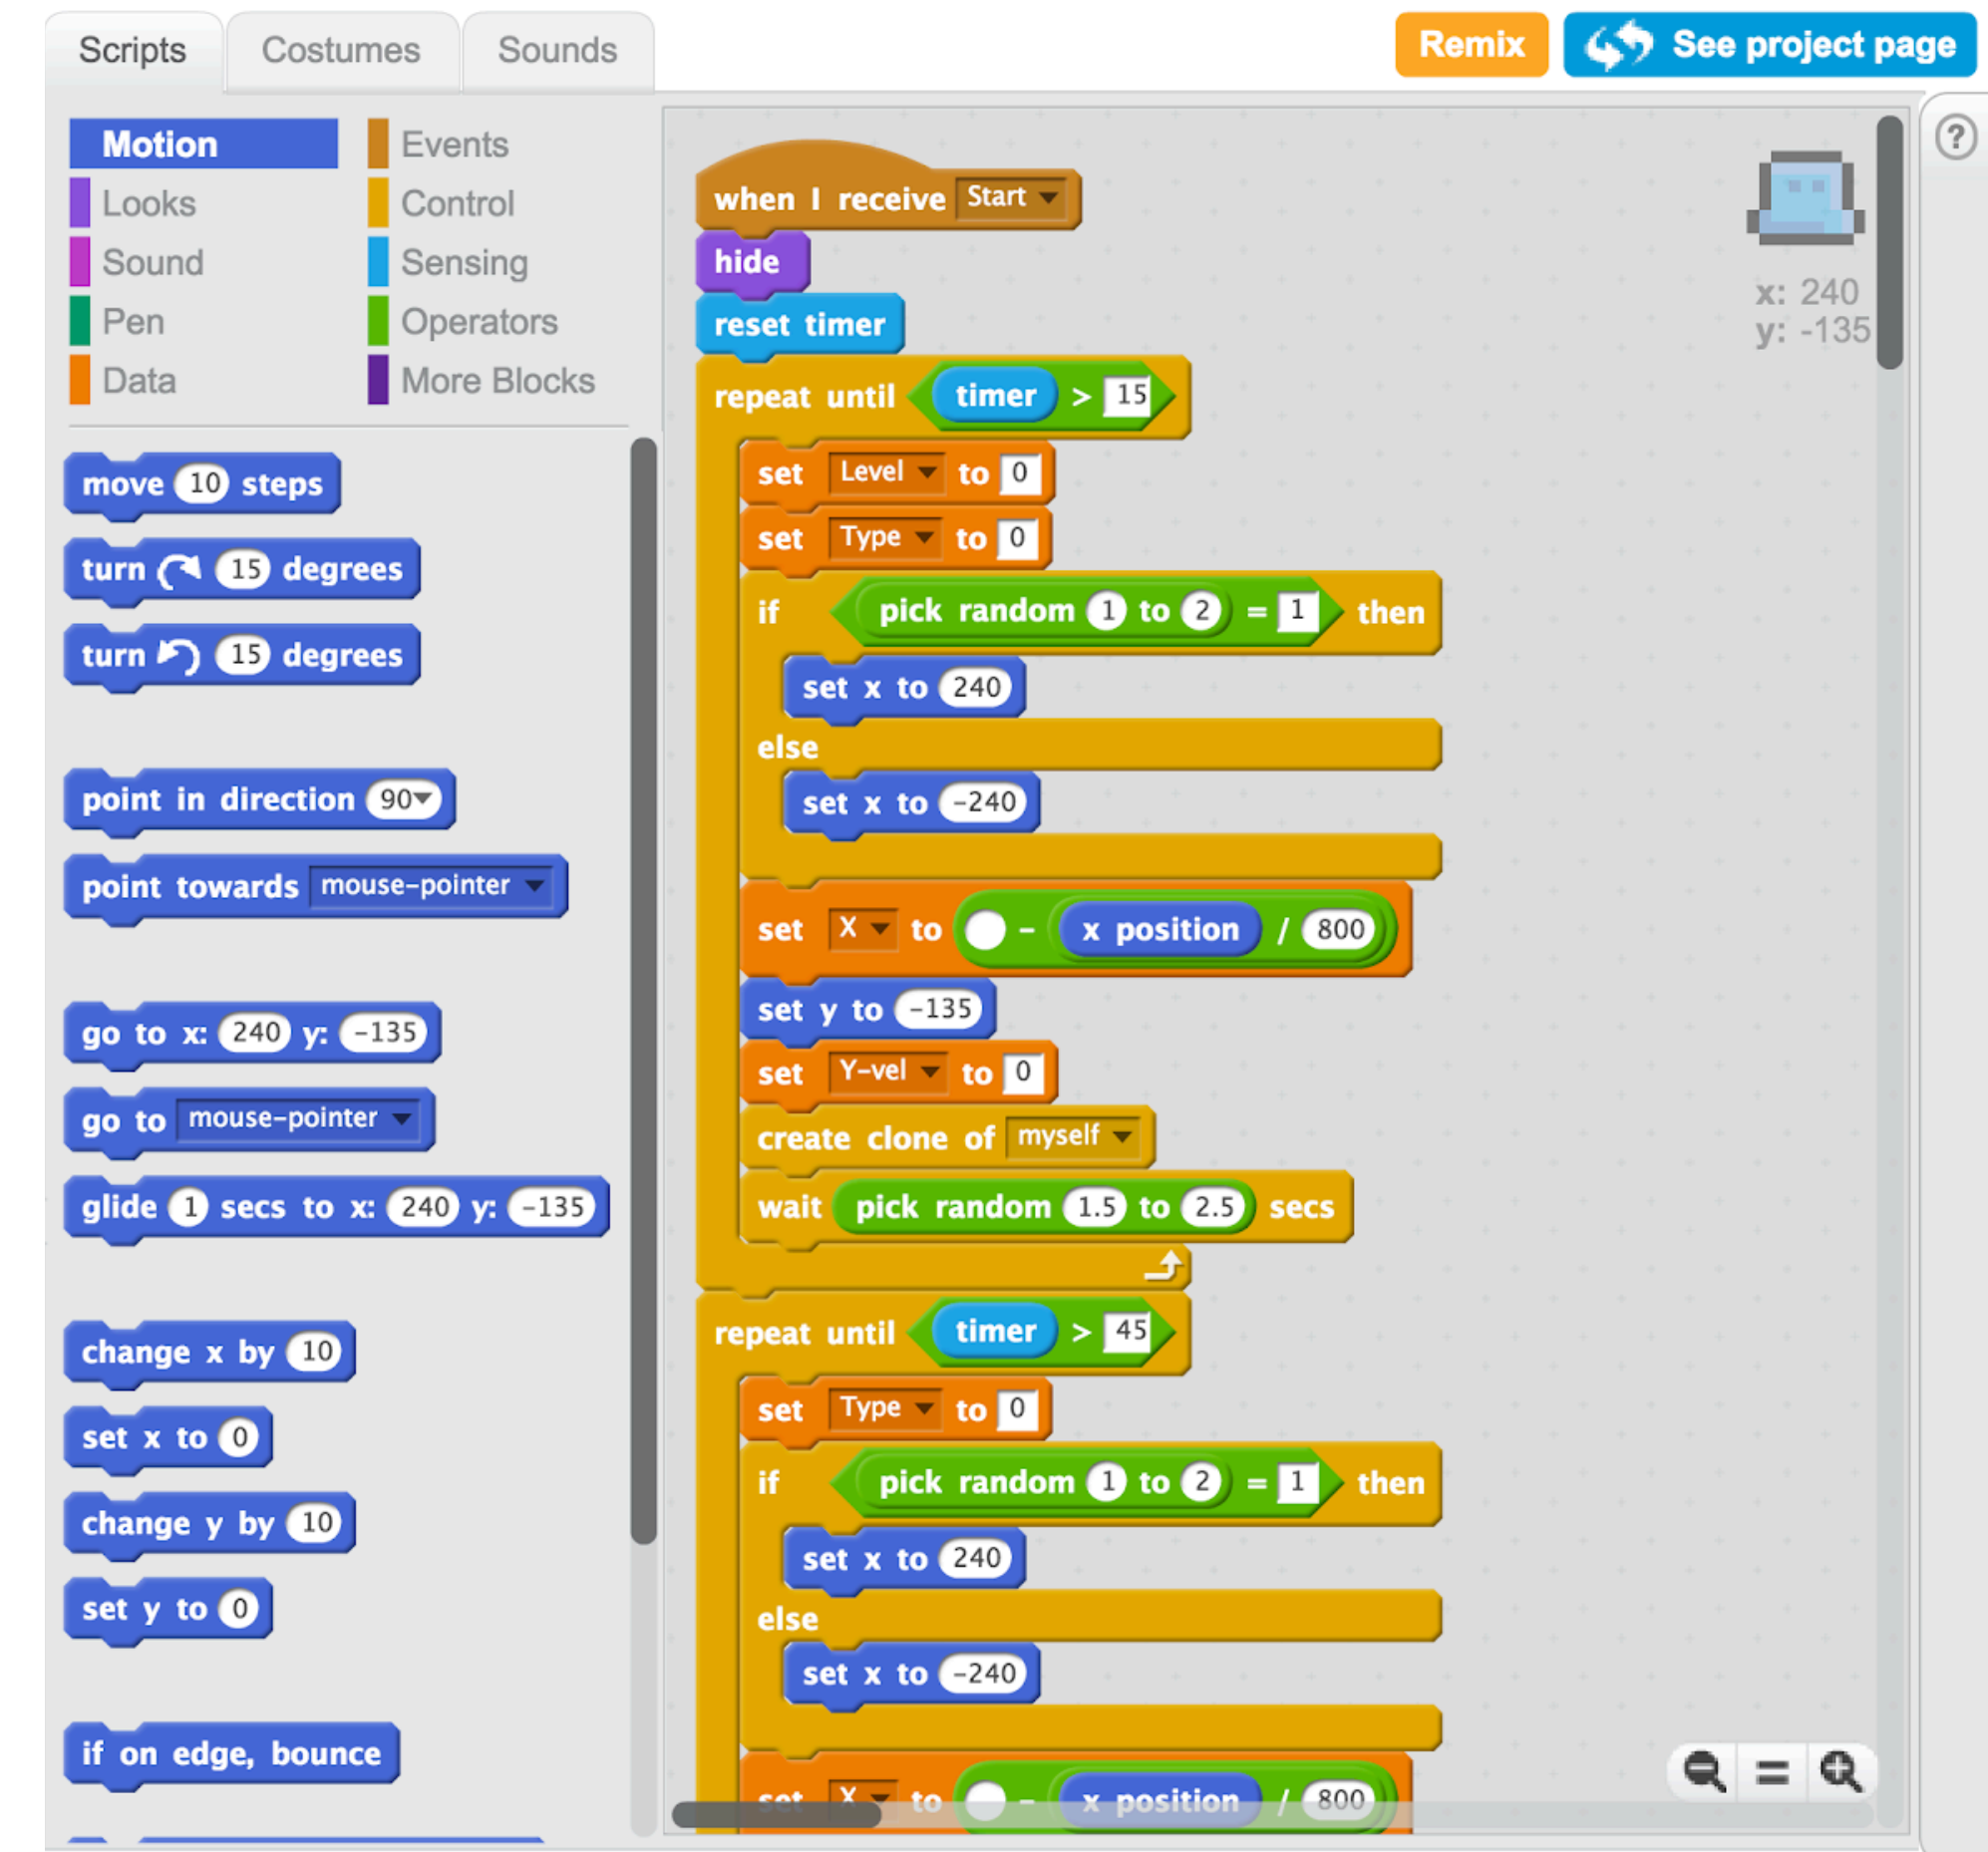 Scripts Costumes Sounds Remix See project page
Motion Events
Looks Control
Sound Sensing
Pen Operators
Data More Blocks
move 10 steps
turn 15 degrees
turn 15 degrees
point in direction 90
point towards mouse-pointer
go to x: 240 y: -135
go to mouse-pointer
glide 1 secs to x: 240 y: -135
change x by 10
set x to 0
change y by 10
set y to 0
if on edge, bounce
when I receive Start
hide
reset timer
repeat until timer > 15
set Level to 0
set Type to 0
if pick random 1 to 2 = 1 then
set x to 240
else
set x to -240
set X to - x position / 800
set y to -135
set Y-vel to 0
create clone of myself
wait pick random 1.5 to 2.5 secs
repeat until timer > 45
set Type to 0
if pick random 1 to 2 = 1 then
set x to 240
else
set x to -240
set X to - x position / 800
x: 240
y: -135
?
=